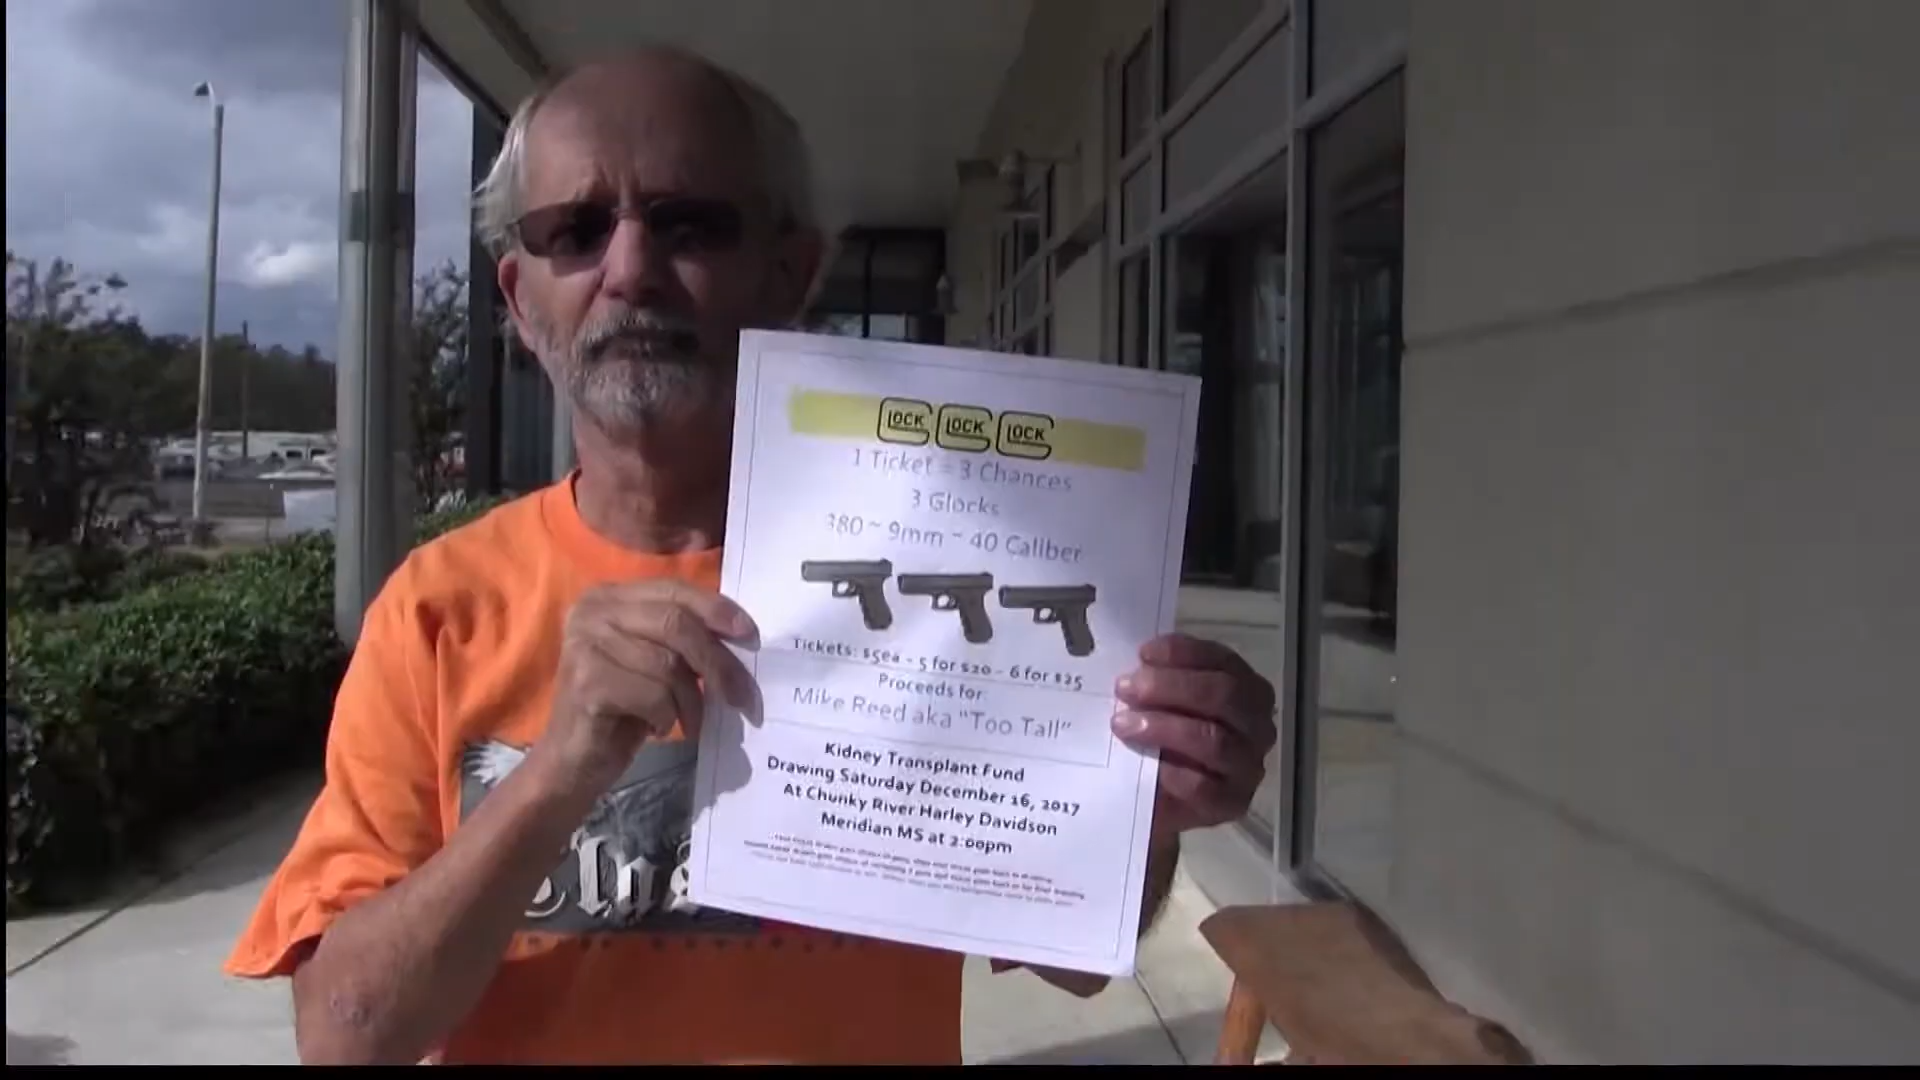 GLOCK GLOCK GLOCK
1 Ticket = 3 Chances
3 Glocks
380 ~ 9mm ~ 40 Caliber
Tickets: $5ea - 5 for $20 - 6 for $25
Proceeds for:
Mike Reed aka "Too Tall"
Kidney Transplant Fund
Drawing Saturday December 16, 2017
At Chunky River Harley Davidson
Meridian MS at 2:00pm